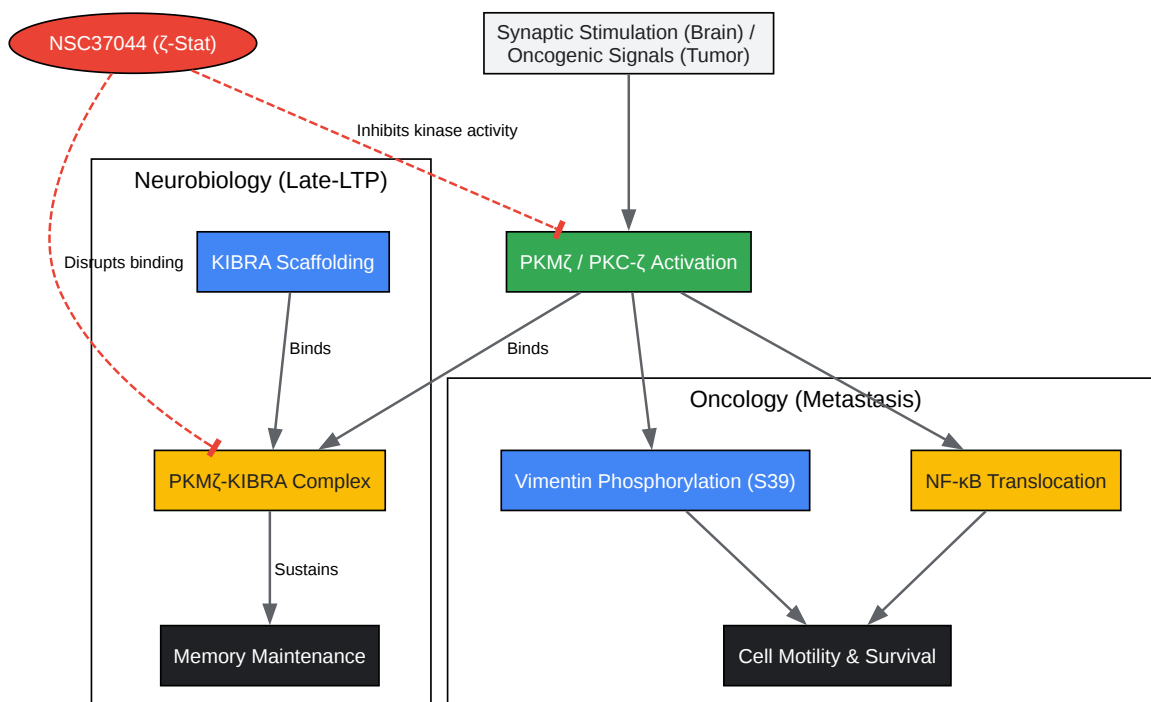 NSC37044 (ζ-Stat)
Synaptic Stimulation (Brain) /
Oncogenic Signals (Tumor)
Inhibits kinase activity
Neurobiology (Late-LTP)
KIBRA Scaffolding
Disrupts binding
PKMζ / PKC-ζ Activation
Binds
Binds
Oncology (Metastasis)
PKMζ-KIBRA Complex
Vimentin Phosphorylation (S39)
NF-κB Translocation
Sustains
Memory Maintenance
Cell Motility & Survival